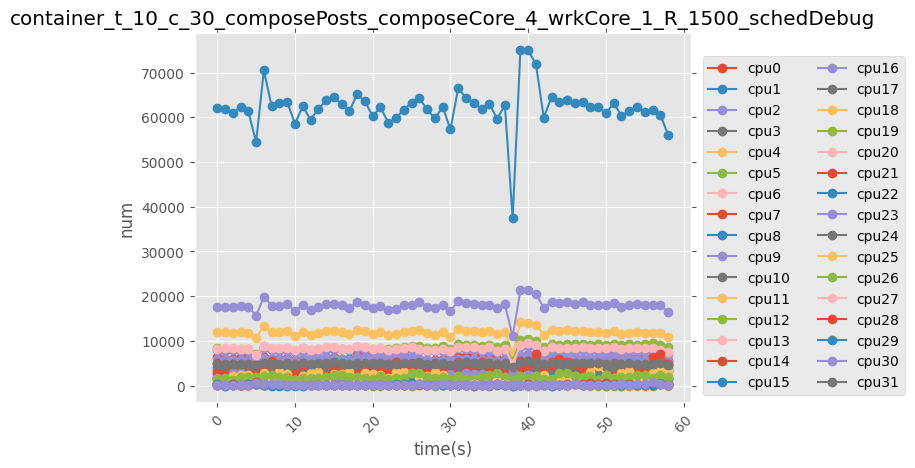 container_t_10_c_30_composePosts_composeCore_4_wrkCore_1_R_1500_schedDebug
70000
60000
50000
40000
30000
20000
10000
0
num
0
10
20
30
40
50
60
time(s)
cpu0
cpu1
cpu2
cpu3
cpu4
cpu5
cpu6
cpu7
cpu8
cpu9
cpu10
cpu11
cpu12
cpu13
cpu14
cpu15
cpu16
cpu17
cpu18
cpu19
cpu20
cpu21
cpu22
cpu23
cpu24
cpu25
cpu26
cpu27
cpu28
cpu29
cpu30
cpu31